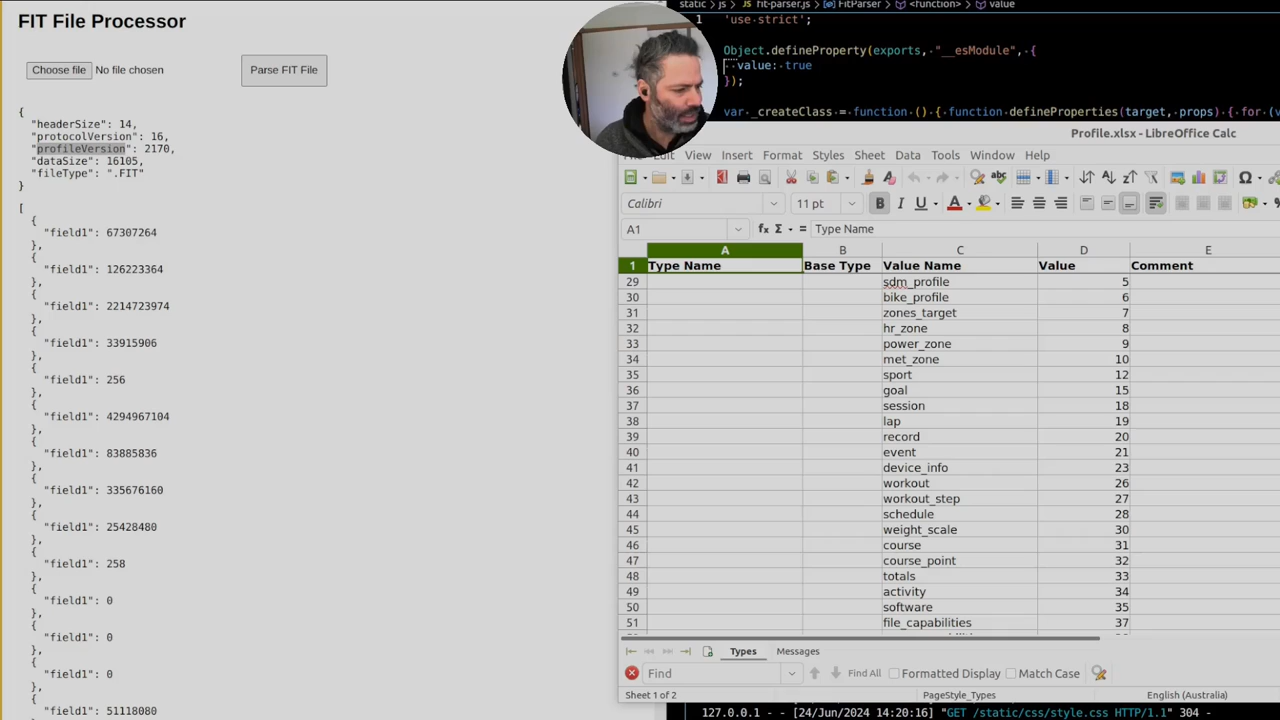 FIT File Processor
Choose file No file chosen
Parse FIT File
{
"headerSize": 14,
"protocolVersion": 16,
"profileVersion": 2170,
"dataSize": 16105,
"fileType": ".FIT"
}
[
{
"field1": 67307264
},
{
"field1": 126223364
},
{
"field1": 2214723974
},
{
"field1": 33915906
},
{
"field1": 256
},
{
"field1": 4294967104
},
{
"field1": 83885836
},
{
"field1": 335676160
},
{
"field1": 25428480
},
{
"field1": 258
},
{
"field1": 0
},
{
"field1": 0
},
{
"field1": 0
},
{
"field1": 51118080
static > js > JS fit-parser.js > <function> > value
1 'use strict';
Object.defineProperty(exports, "__esModule", {
value: true
});
var _createClass = function () { function defineProperties(target, props) { for (v
Profile.xlsx - LibreOffice Calc
Edit View Insert Format Styles Sheet Data Tools Window Help
Calibri 11 pt B I U A
A1 fx Σ = Type Name
A B C D E
1 Type Name Base Type Value Name Value Comment
29 sdm_profile 5
30 bike_profile 6
31 zones_target 7
32 hr_zone 8
33 power_zone 9
34 met_zone 10
35 sport 12
36 goal 15
37 session 18
38 lap 19
39 record 20
40 event 21
41 device_info 23
42 workout 26
43 workout_step 27
44 schedule 28
45 weight_scale 30
46 course 31
47 course_point 32
48 totals 33
49 activity 34
50 software 35
51 file_capabilities 37
Types Messages
Find Find All Formatted Display Match Case
Sheet 1 of 2 PageStyle_Types English (Australia)
127.0.0.1 - - [24/Jun/2024 14:20:16] "GET /static/css/style.css HTTP/1.1" 304 -